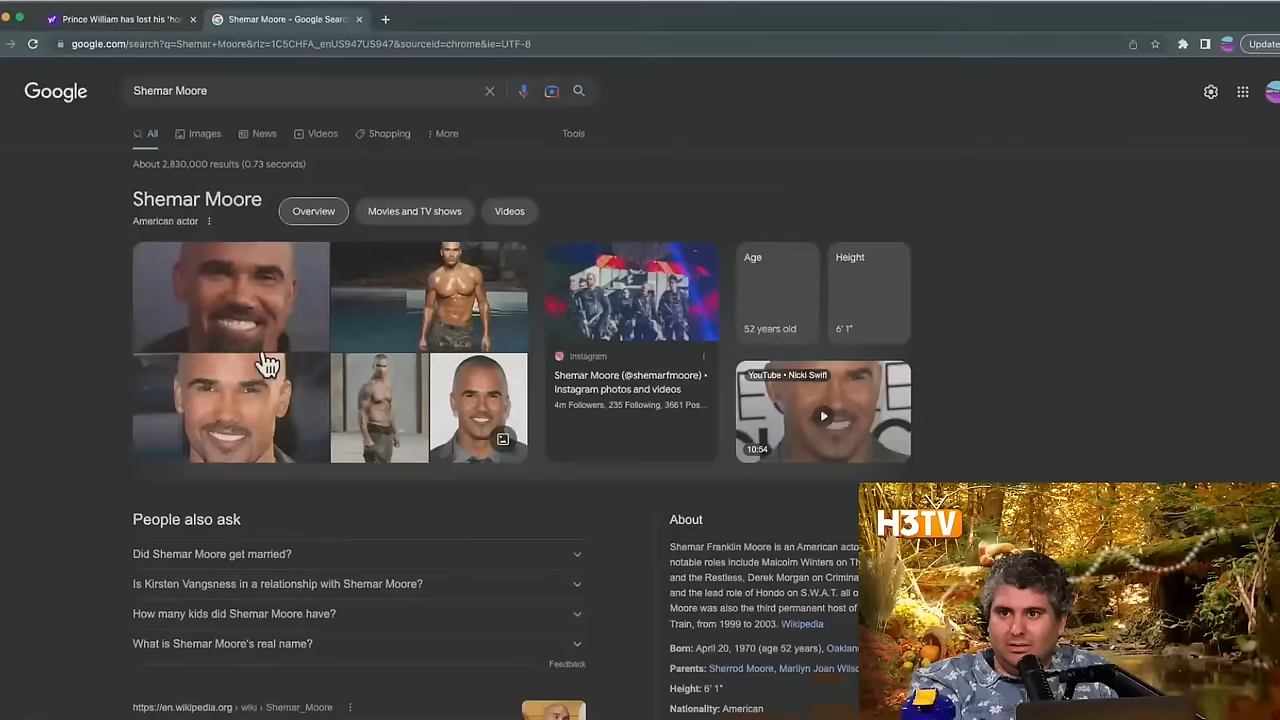 Prince William has lost his 'hol
Shemar Moore - Google Searc
google.com/search?q=Shemar+Moore&rlz=1C5CHFA_enUS947US947&sourceid=chrome&ie=UTF-8
Update
Google
Shemar Moore
All
Images
News
Videos
Shopping
More
Tools
About 2,830,000 results (0.73 seconds)
Shemar Moore
American actor
Overview
Movies and TV shows
Videos
Instagram
Shemar Moore (@shemarfmoore) •
Instagram photos and videos
4m Followers, 235 Following, 3661 Pos...
Age
52 years old
Height
6' 1"
YouTube • Nicki Swift
10:54
People also ask
Did Shemar Moore get married?
Is Kirsten Vangsness in a relationship with Shemar Moore?
How many kids did Shemar Moore have?
What is Shemar Moore's real name?
Feedback
https://en.wikipedia.org › wiki › Shemar_Moore
About
Shemar Franklin Moore is an American acto
notable roles include Malcolm Winters on Th
and the Restless, Derek Morgan on Crimina
and the lead role of Hondo on S.W.A.T. all o
Moore was also the third permanent host of
Train, from 1999 to 2003. Wikipedia
Born: April 20, 1970 (age 52 years), Oaklan
Parents: Sherrod Moore, Marilyn Joan Wilso
Height: 6' 1"
Nationality: American
H3TV